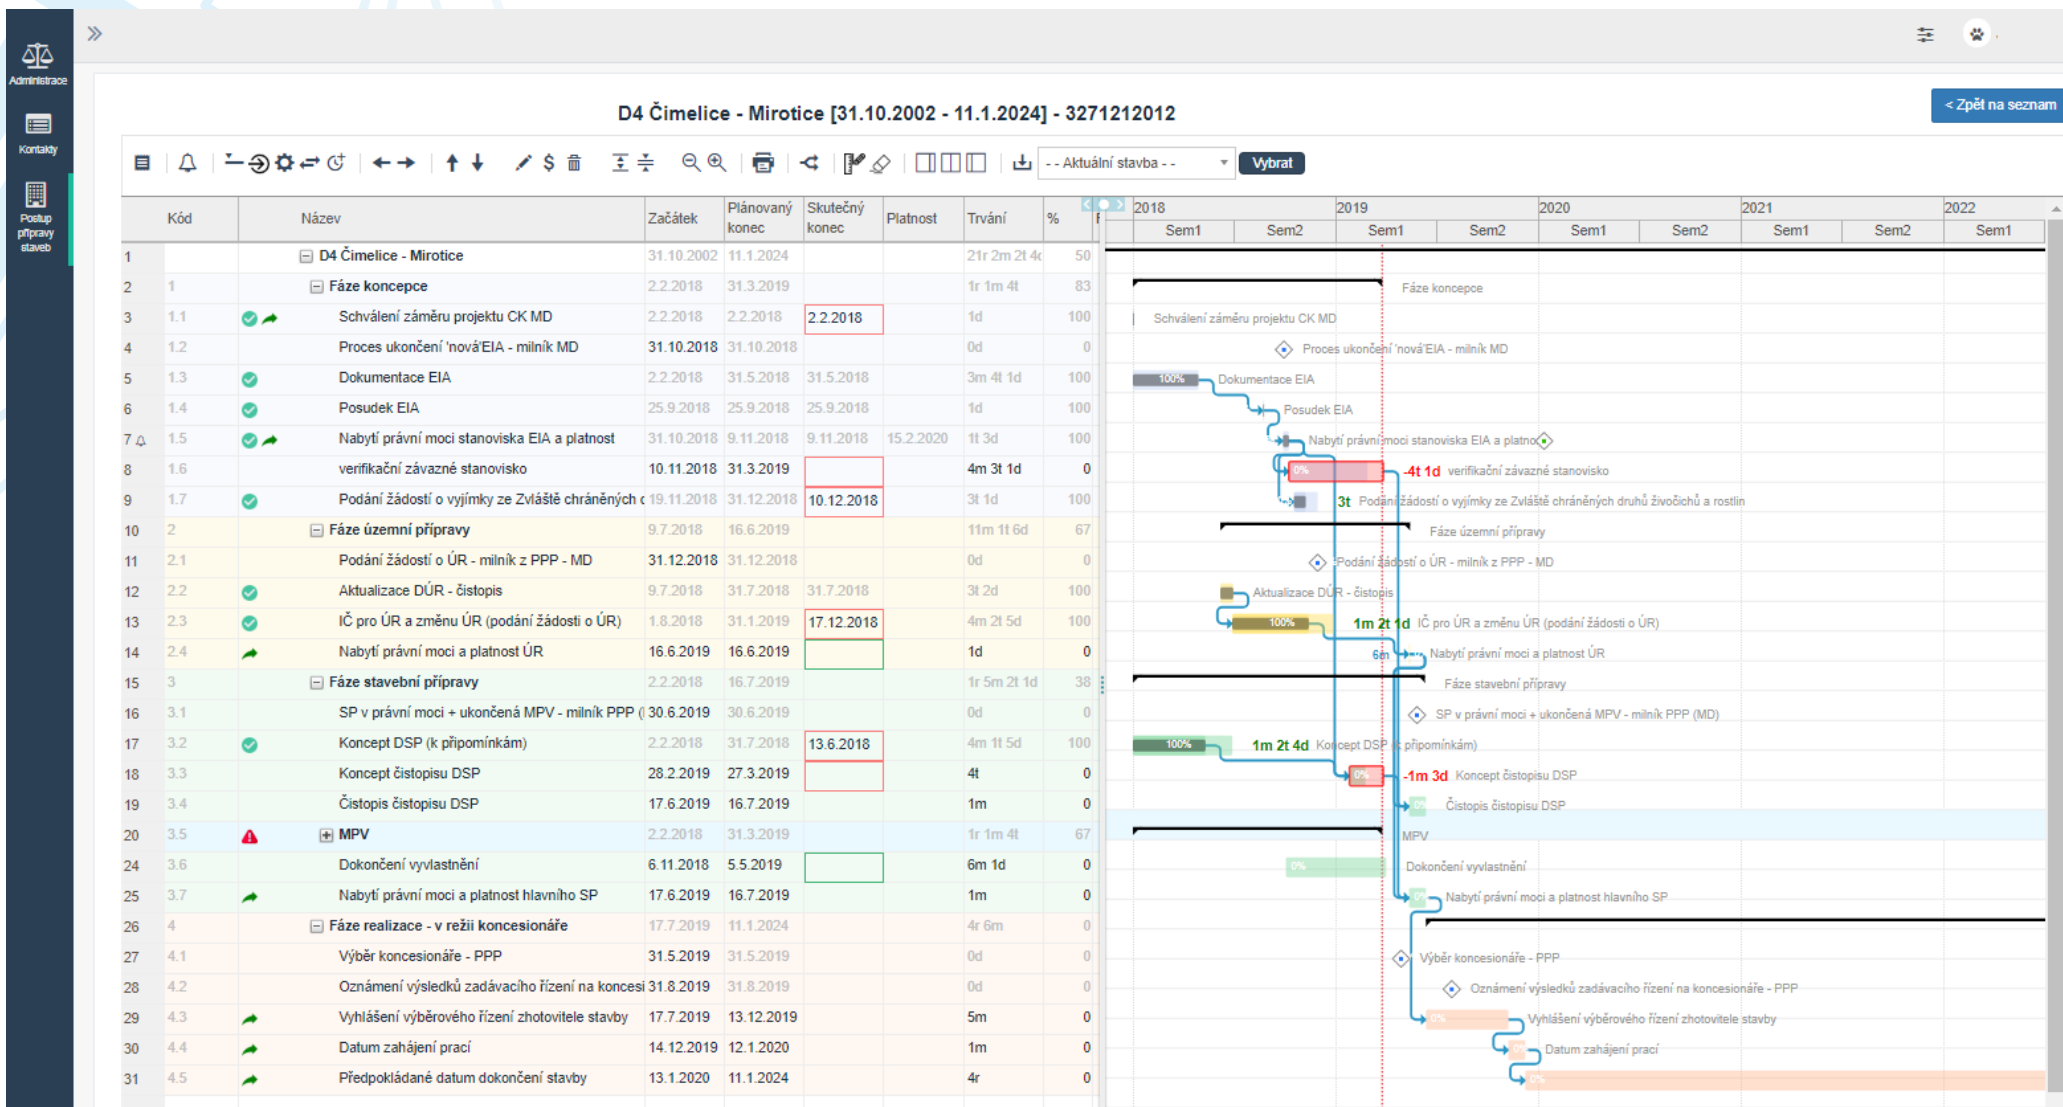 Administrace
Kontakty
Postup
přípravy
staveb
< Zpět na seznam
D4 Čimelice - Mirotice [31.10.2002 - 11.1.2024] - 3271212012
- - Aktuální stavba - - Vybrat
Kód Název Začátek Plánovaný konec Skutečný konec Platnost Trvání %
2018 2019 2020 2021 2022
Sem1 Sem2 Sem1 Sem2 Sem1 Sem2 Sem1 Sem2 Sem1
1 D4 Čimelice - Mirotice 31.10.2002 11.1.2024 21r 2m 2t 50
2 1 Fáze koncepce 2.2.2018 31.3.2019 1r 1m 4t 83 Fáze koncepce
3 1.1 Schválení záměru projektu CK MD 2.2.2018 2.2.2018 2.2.2018 1d 100 Schválení záměru projektu CK MD
4 1.2 Proces ukončení 'nová'EIA - milník MD 31.10.2018 31.10.2018 0d 0 Proces ukončení 'nová'EIA - milník MD
5 1.3 Dokumentace EIA 2.2.2018 31.5.2018 31.5.2018 3m 4t 1d 100 100% Dokumentace EIA
6 1.4 Posudek EIA 25.9.2018 25.9.2018 25.9.2018 1d 100 Posudek EIA
7 1.5 Nabytí právní moci stanoviska EIA a platnost 31.10.2018 9.11.2018 9.11.2018 15.2.2020 1t 3d 100 Nabytí právní moci stanoviska EIA a platno
8 1.6 verifikační závazné stanovisko 10.11.2018 31.3.2019 4m 3t 1d 0 0% -4t 1d verifikační závazné stanovisko
9 1.7 Podání žádostí o vyjímky ze Zvláště chráněných 19.11.2018 31.12.2018 10.12.2018 3t 1d 100 3t Podání žádostí o vyjímky ze Zvláště chráněných druhů živočichů a rostlin
10 2 Fáze územní přípravy 9.7.2018 16.6.2019 11m 1t 6d 67 Fáze územní přípravy
11 2.1 Podání žádostí o ÚR - milník z PPP - MD 31.12.2018 31.12.2018 0d 0 Podání žádostí o ÚR - milník z PPP - MD
12 2.2 Aktualizace DÚR - čistopis 9.7.2018 31.7.2018 31.7.2018 3t 2d 100 Aktualizace DÚR - čistopis
13 2.3 IČ pro ÚR a změnu ÚR (podání žádosti o ÚR) 1.8.2018 31.1.2019 17.12.2018 4m 2t 5d 100 100% 1m 2t 1d IČ pro ÚR a změnu ÚR (podání žádosti o ÚR)
14 2.4 Nabytí právní moci a platnost ÚR 16.6.2019 16.6.2019 1d 0 6m Nabytí právní moci a platnost ÚR
15 3 Fáze stavební přípravy 2.2.2018 16.7.2019 1r 5m 2t 1d 38 Fáze stavební přípravy
16 3.1 SP v právní moci + ukončená MPV - milník PPP ( 30.6.2019 30.6.2019 0d 0 SP v právní moci + ukončená MPV - milník PPP (MD)
17 3.2 Koncept DSP (k připomínkám) 2.2.2018 31.7.2018 13.6.2018 4m 1t 5d 100 100% 1m 2t 4d Koncept DSP (k připomínkám)
18 3.3 Koncept čistopisu DSP 28.2.2019 27.3.2019 4t 0 0% -1m 3d Koncept čistopisu DSP
19 3.4 Čistopis čistopisu DSP 17.6.2019 16.7.2019 1m 0 0% Čistopis čistopisu DSP
20 3.5 MPV 2.2.2018 31.3.2019 1r 1m 4t 67 MPV
24 3.6 Dokončení vyvlastnění 6.11.2018 5.5.2019 6m 1d 0 0% Dokončení vyvlastnění
25 3.7 Nabytí právní moci a platnost hlavního SP 17.6.2019 16.7.2019 1m 0 0% Nabytí právní moci a platnost hlavního SP
26 4 Fáze realizace - v režii koncesionáře 17.7.2019 11.1.2024 4r 6m 0
27 4.1 Výběr koncesionáře - PPP 31.5.2019 31.5.2019 0d 0 Výběr koncesionáře - PPP
28 4.2 Oznámení výsledků zadávacího řízení na koncesi 31.8.2019 31.8.2019 0d 0 Oznámení výsledků zadávacího řízení na koncesionáře - PPP
29 4.3 Vyhlášení výběrového řízení zhotovitele stavby 17.7.2019 13.12.2019 5m 0 0% Vyhlášení výběrového řízení zhotovitele stavby
30 4.4 Datum zahájení prací 14.12.2019 12.1.2020 1m 0 0% Datum zahájení prací
31 4.5 Předpokládané datum dokončení stavby 13.1.2020 11.1.2024 4r 0 0%